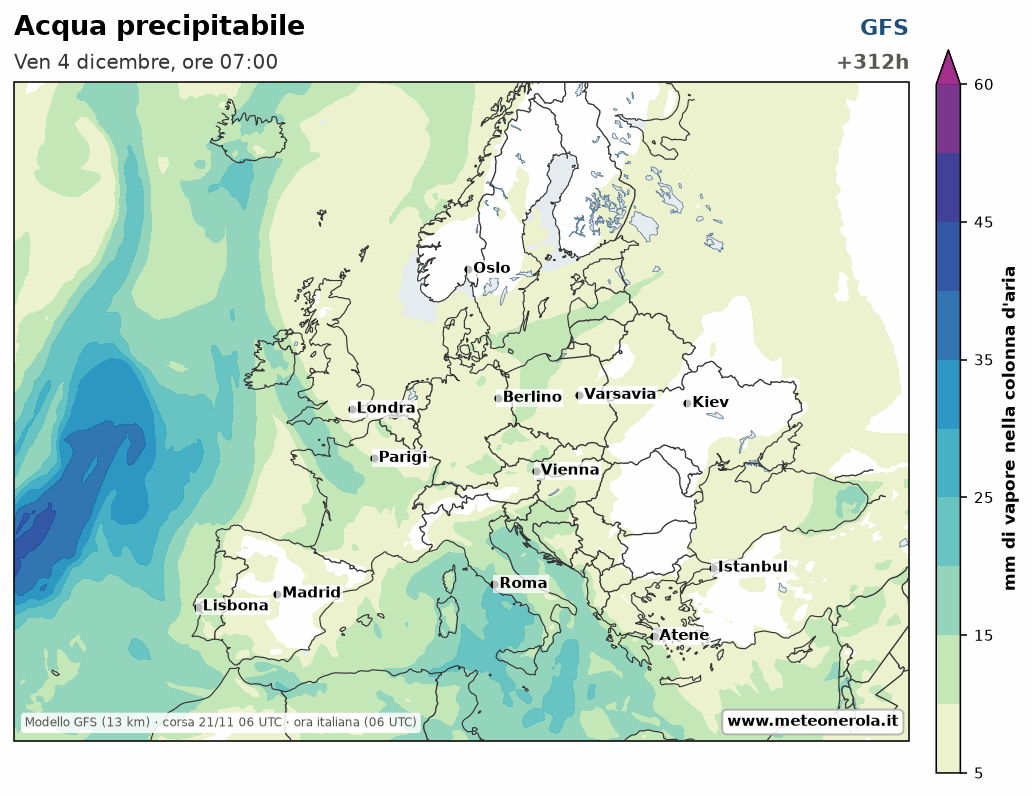 Acqua precipitabile
GFS
Ven 4 dicembre, ore 07:00
+312h
60
45
35
25
15
5
mm di vapore nella colonna d'aria
Oslo
Berlino
Varsavia
Kiev
Londra
Parigi
Vienna
Istanbul
Roma
Madrid
Lisbona
Atene
Modello GFS (13 km) · corsa 21/11 06 UTC · ora italiana (06 UTC)
www.meteonerola.it